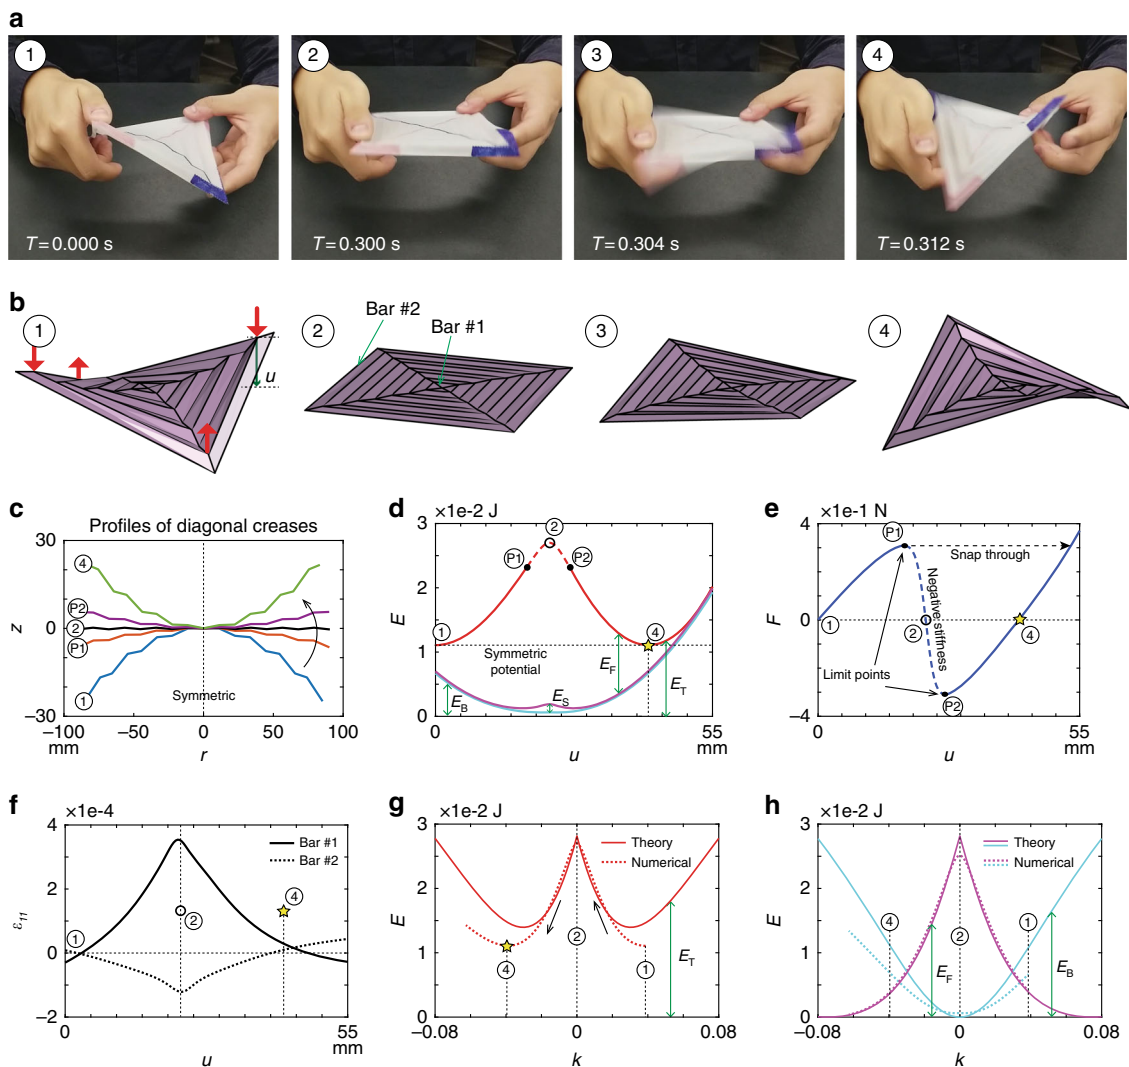 a
1
2
3
4
T = 0.000 s
T = 0.300 s
T = 0.304 s
T = 0.312 s
b
1
u
2
Bar #2
Bar #1
3
4
c
Profiles of diagonal creases
30
0
−30
z
4
P2
2
P1
1
Symmetric
−100
mm
−50
0
50
100
mm
r
d
×1e-2 J
3
2
1
0
E
1
P1
2
P2
4
Symmetric
potential
E_B
E_S
E_F
E_T
0
55
mm
u
e
×1e-1 N
4
0
−4
F
P1
Snap through
Negative stiffness
1
2
4
Limit points
P2
0
55
mm
u
f
×1e-4
4
2
0
−2
ε_11
Bar #1
Bar #2
1
2
4
0
55
mm
u
g
×1e-2 J
3
2
1
0
E
Theory
Numerical
4
2
1
E_T
−0.08
0
0.08
k
h
×1e-2 J
3
2
1
0
E
Theory
Numerical
4
2
1
E_F
E_B
−0.08
0
0.08
k